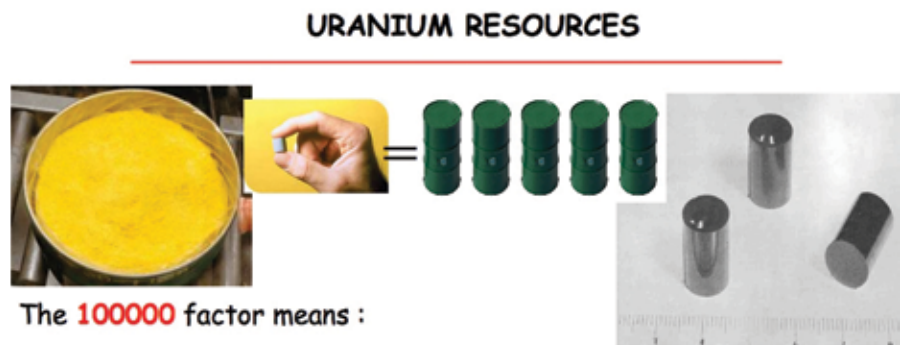 URANIUM RESOURCES
=
The 100000 factor means :